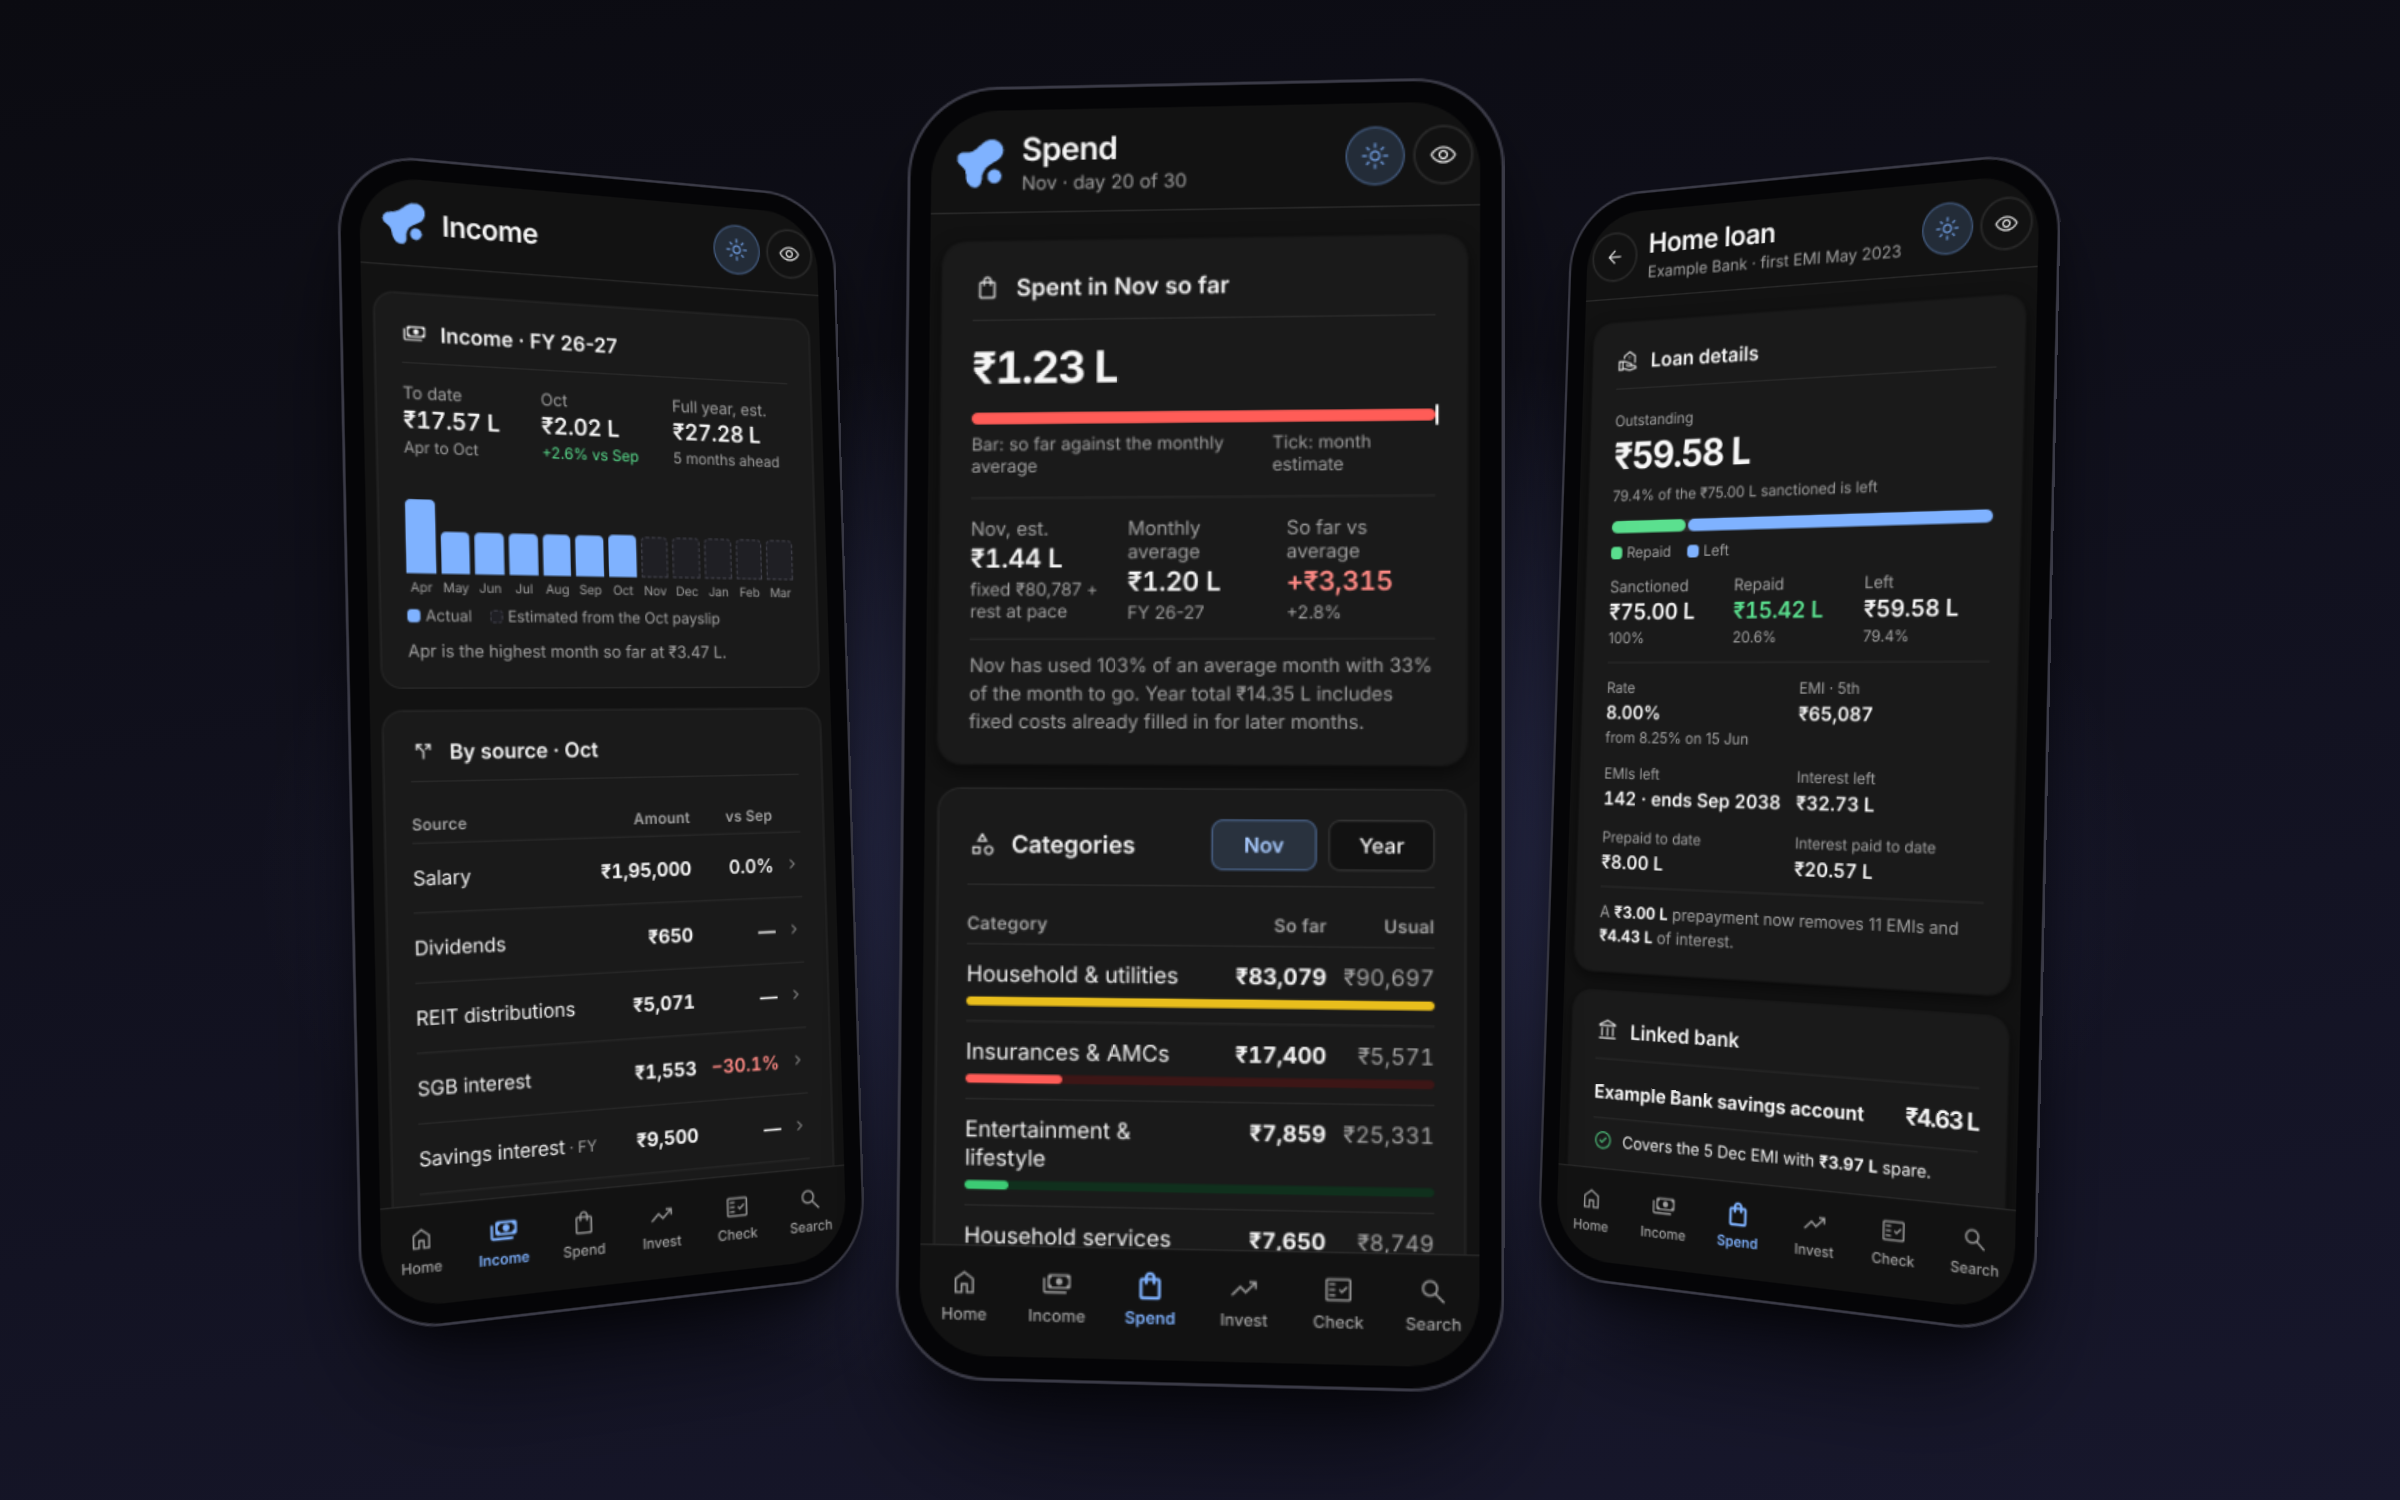 Income
Income · FY 26-27
To date
₹17.57 L
Apr to Oct
Oct
₹2.02 L
+2.6% vs Sep
Full year, est.
₹27.28 L
5 months ahead
Apr May Jun Jul Aug Sep Oct Nov Dec Jan Feb Mar
Actual Estimated from the Oct payslip
Apr is the highest month so far at ₹3.47 L.
By source · Oct
Source Amount vs Sep
Salary ₹1,95,000 0.0%
Dividends ₹650 —
REIT distributions ₹5,071 —
SGB interest ₹1,553 −30.1%
Savings interest · FY ₹9,500 —
Home Income Spend Invest Check Search
Spend
Nov · day 20 of 30
Spent in Nov so far
₹1.23 L
Bar: so far against the monthly
average
Tick: month
estimate
Nov, est.
₹1.44 L
fixed ₹80,787 +
rest at pace
Monthly
average
₹1.20 L
FY 26-27
So far vs
average
+₹3,315
+2.8%
Nov has used 103% of an average month with 33%
of the month to go. Year total ₹14.35 L includes
fixed costs already filled in for later months.
Categories Nov Year
Category So far Usual
Household & utilities ₹83,079 ₹90,697
Insurances & AMCs ₹17,400 ₹5,571
Entertainment &
lifestyle ₹7,859 ₹25,331
Household services ₹7,650 ₹8,749
Home Income Spend Invest Check Search
Home loan
Example Bank · first EMI May 2023
Loan details
Outstanding
₹59.58 L
79.4% of the ₹75.00 L sanctioned is left
Repaid Left
Sanctioned
₹75.00 L
100%
Repaid
₹15.42 L
20.6%
Left
₹59.58 L
79.4%
Rate
8.00%
from 8.25% on 15 Jun
EMI · 5th
₹65,087
EMIs left
142 · ends Sep 2038
Interest left
₹32.73 L
Prepaid to date
₹8.00 L
Interest paid to date
₹20.57 L
A ₹3.00 L prepayment now removes 11 EMIs and
₹4.43 L of interest.
Linked bank
Example Bank savings account ₹4.63 L
Covers the 5 Dec EMI with ₹3.97 L spare.
Home Income Spend Invest Check Search